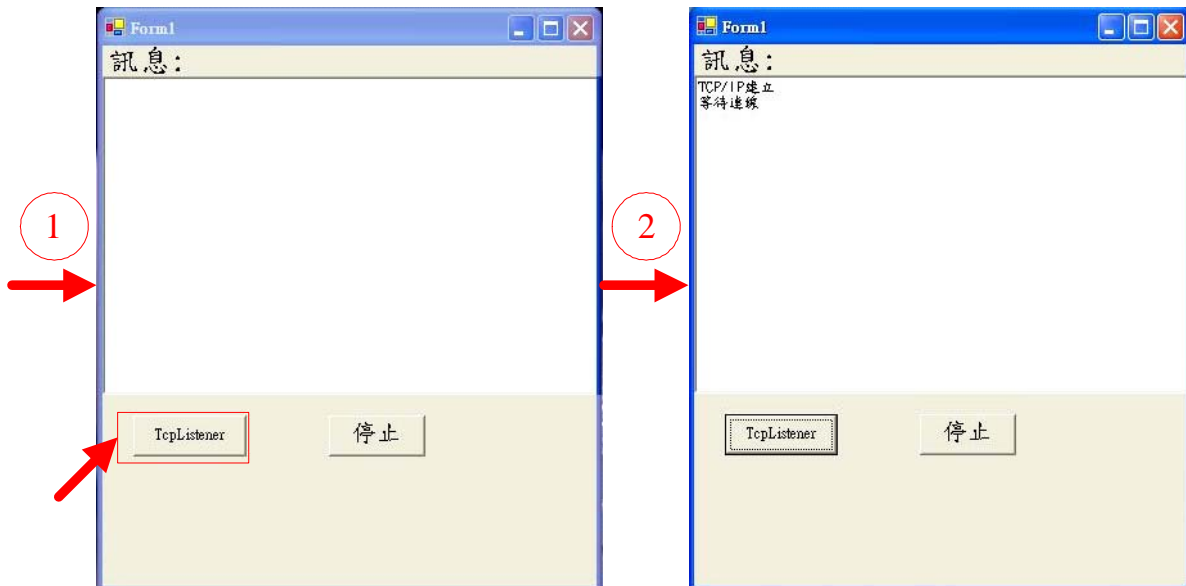 1
Form1
訊息:
TcpListener
停止
2
Form1
訊息:
TCP/IP建立
等待連線
TcpListener
停止